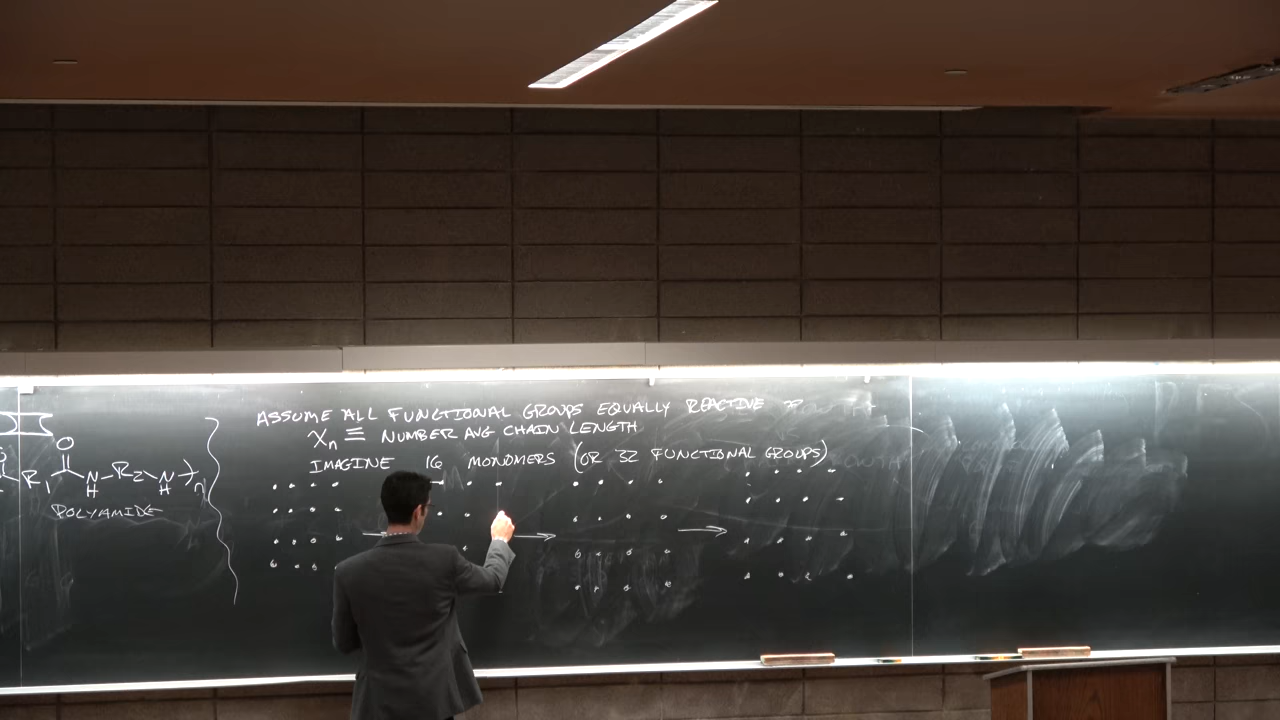 ASSUME ALL FUNCTIONAL GROUPS EQUALLY REACTIVE
Xn ≡ NUMBER AVG CHAIN LENGTH
IMAGINE 16 MONOMERS (OR 32 FUNCTIONAL GROUPS)
O
R1 N-R2-N )n
H H
POLYAMIDE